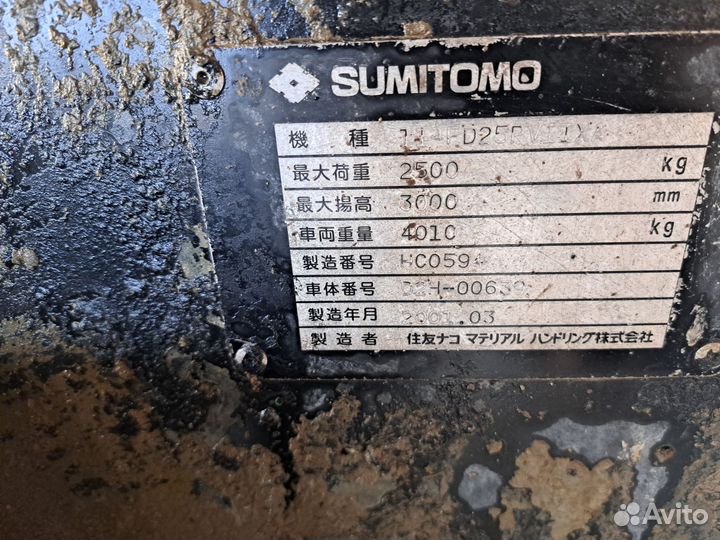 SUMITOMO
機 種
最大荷重 2500 kg
最大揚高 3000 mm
車両重量 4010 kg
製造番号
車体番号
製造年月 2001.03
製造者 住友ナコ マテリアル ハンドリング株式会社
Avito